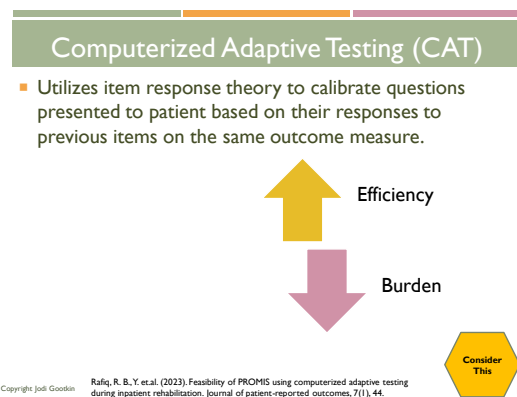 Computerized Adaptive Testing (CAT)
Utilizes item response theory to calibrate questions
presented to patient based on their responses to
previous items on the same outcome measure.
Efficiency
Burden
Consider
This
Copyright Jodi Gootkin
Rafiq, R. B., Y. et.al. (2023). Feasibility of PROMIS using computerized adaptive testing
during inpatient rehabilitation. Journal of patient-reported outcomes, 7(1), 44.